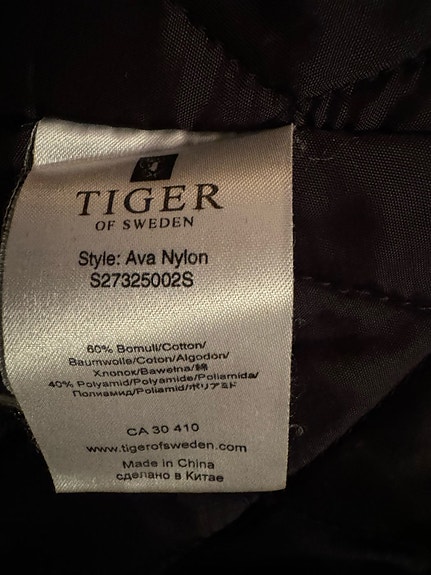 TIGER
OF SWEDEN
Style: Ava Nylon
S27325002S
60% Bomull/Cotton/
Baumwolle/Coton/Algodón/
Хлопок/Bawełna/綿
40% Polyamid/Polyamide/Poliamida/
Полиамид/Poliamid/ポリアミド
CA 30 410
www.tigerofsweden.com
Made in China
сделано в Китае